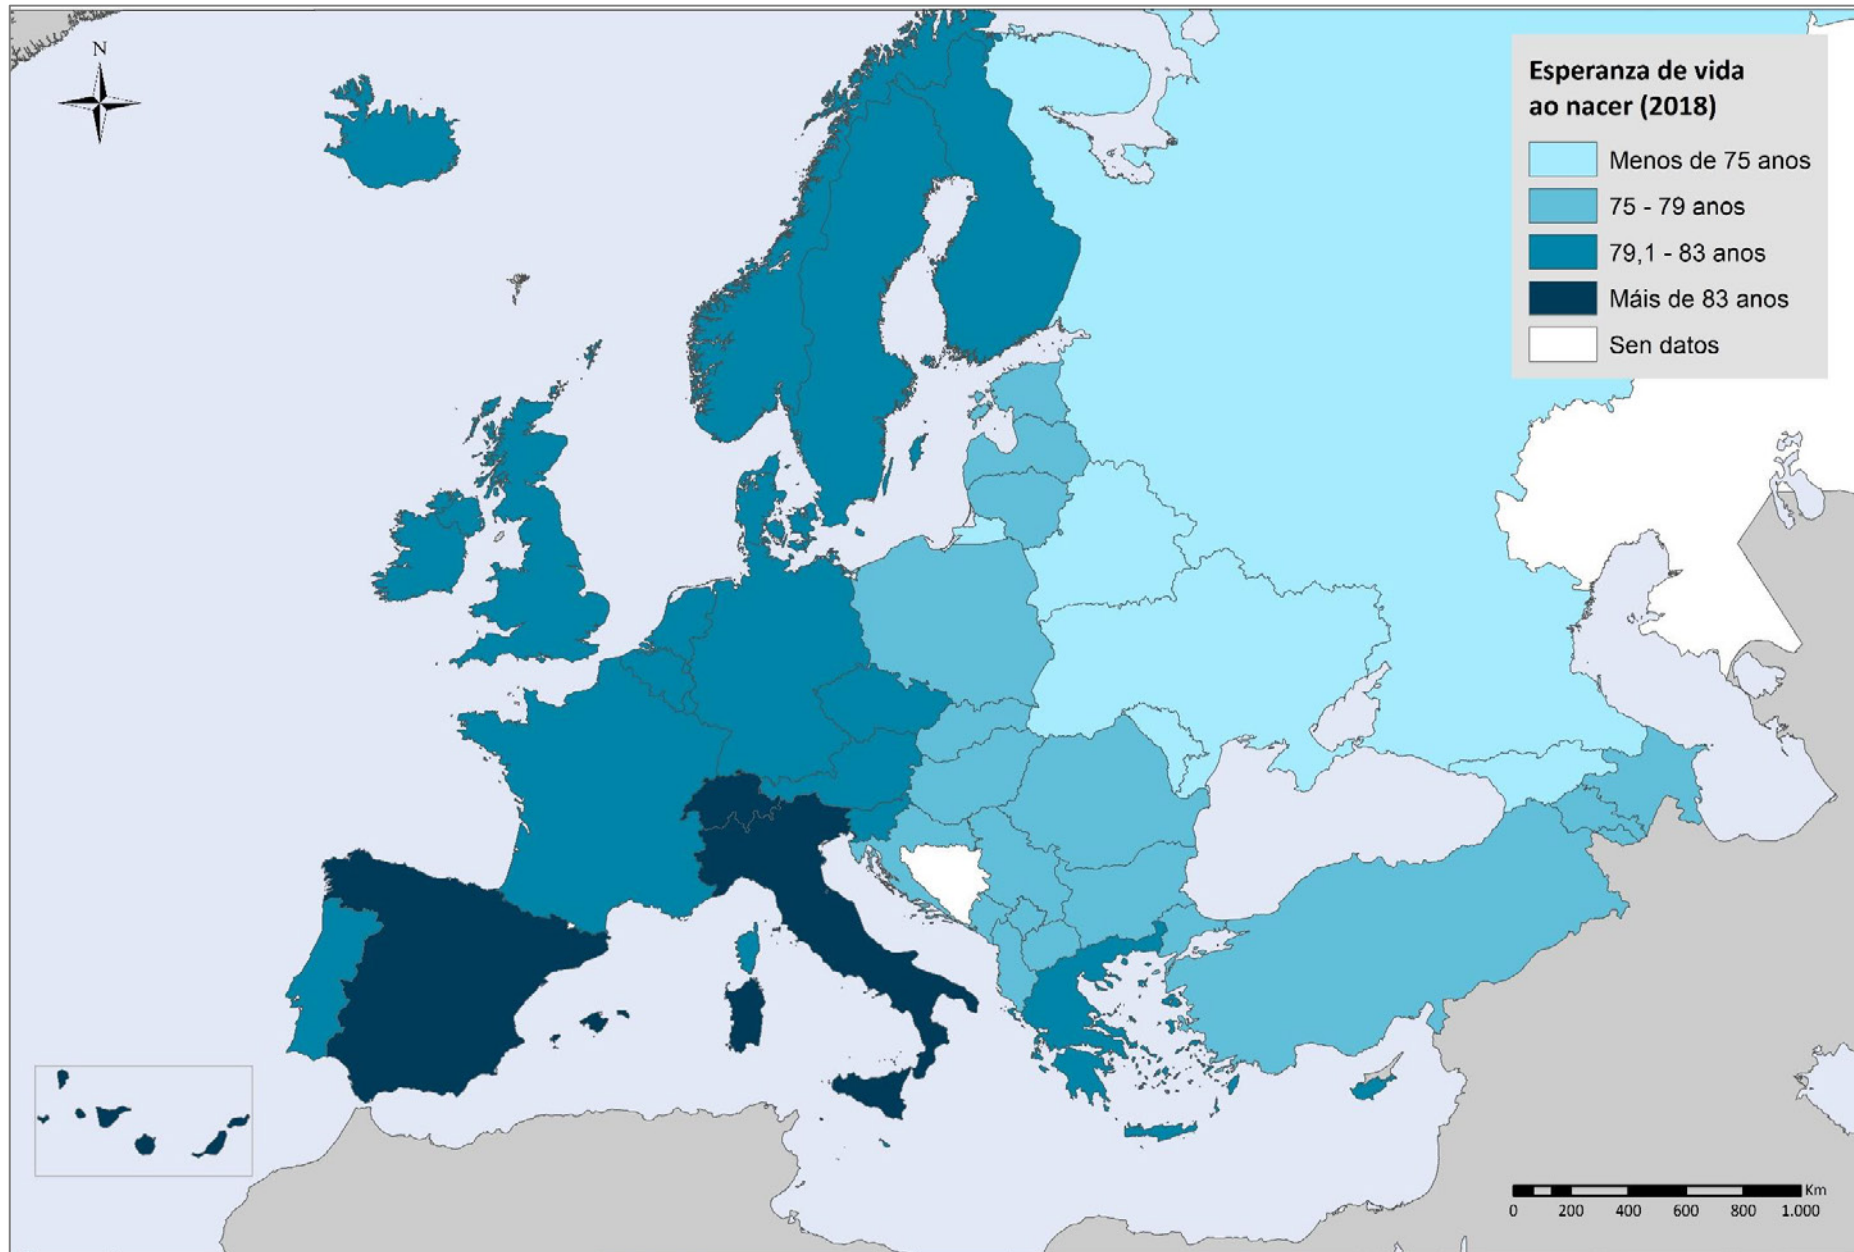 N
Esperanza de vida
ao nacer (2018)
Menos de 75 anos
75 - 79 anos
79,1 - 83 anos
Máis de 83 anos
Sen datos
Km
0 200 400 600 800 1.000